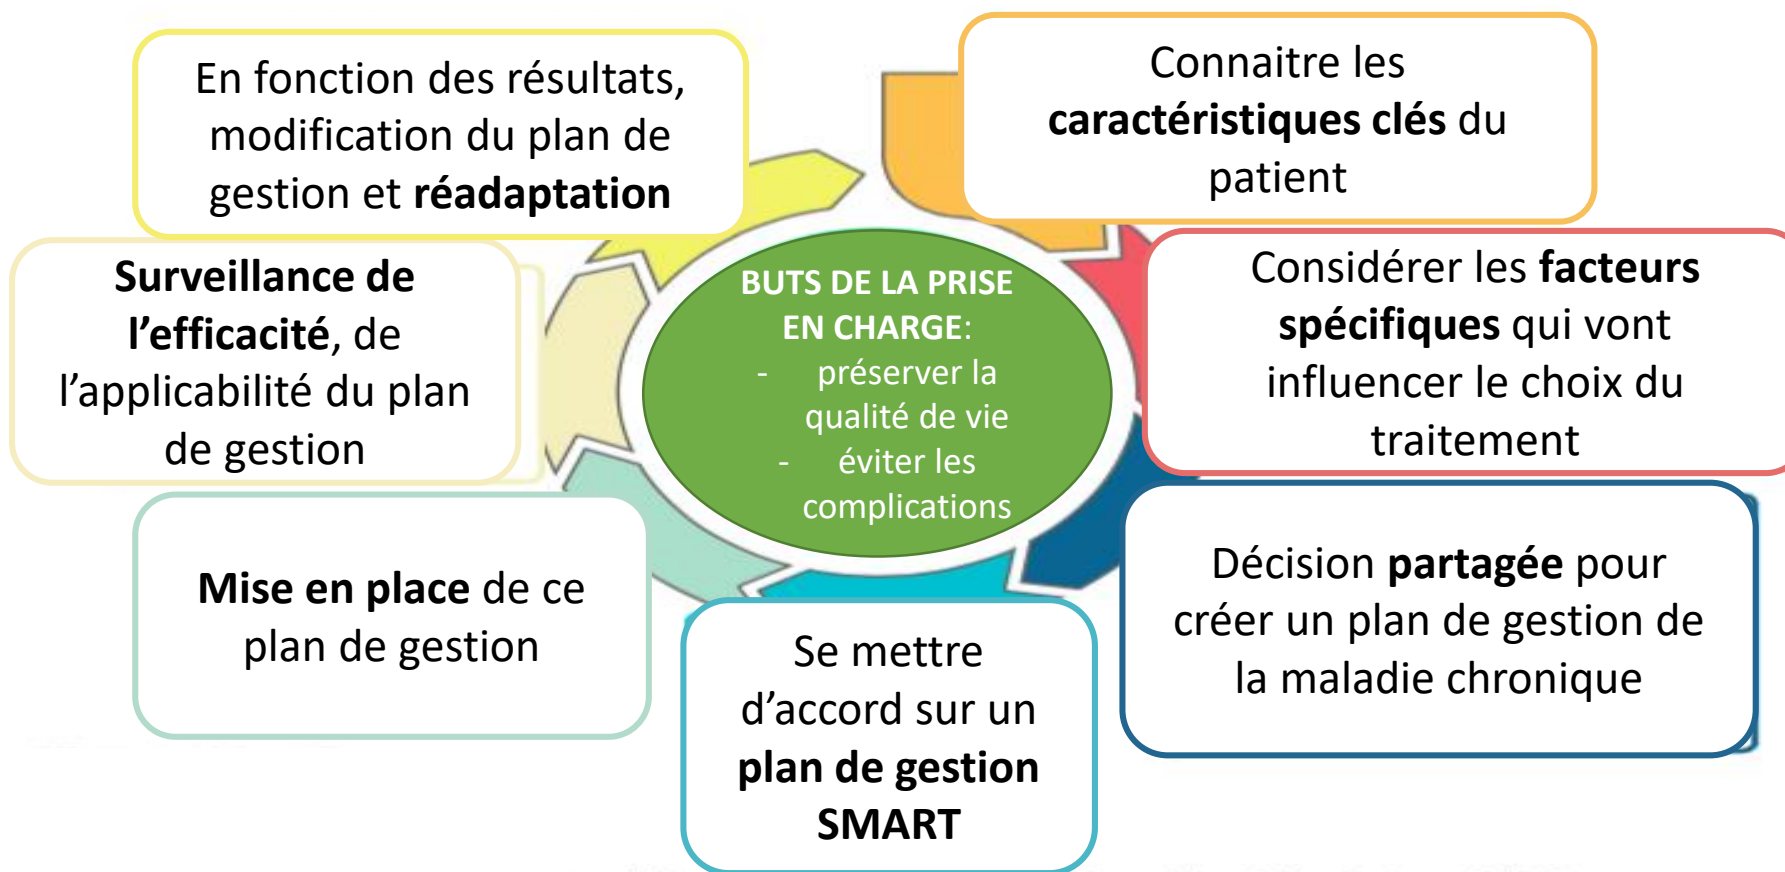 En fonction des résultats,
modification du plan de
gestion et réadaptation
Connaitre les
caractéristiques clés du
patient
Surveillance de
l’efficacité, de
l’applicabilité du plan
de gestion
BUTS DE LA PRISE
EN CHARGE:
- préserver la
qualité de vie
- éviter les
complications
Considérer les facteurs
spécifiques qui vont
influencer le choix du
traitement
Mise en place de ce
plan de gestion
Se mettre
d’accord sur un
plan de gestion
SMART
Décision partagée pour
créer un plan de gestion de
la maladie chronique